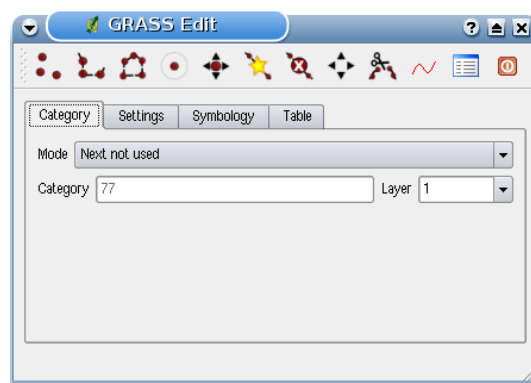 GRASS Edit
Category Settings Symbology Table
Mode Next not used
Category 77 Layer 1